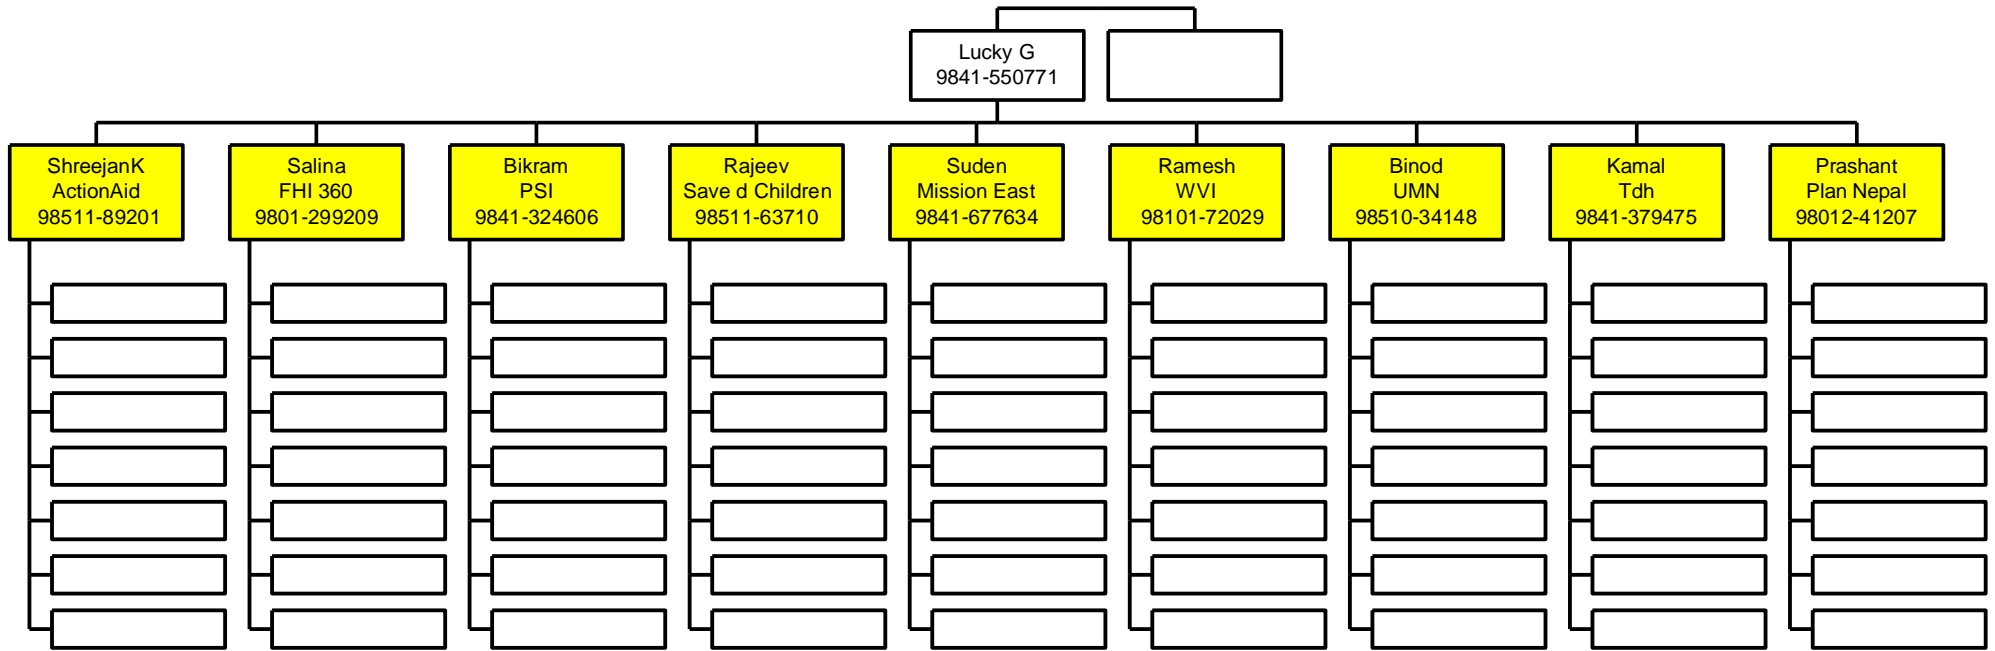 Lucky G
9841-550771
ShreejanK
ActionAid
98511-89201
Salina
FHI 360
9801-299209
Bikram
PSI
9841-324606
Rajeev
Save d Children
98511-63710
Suden
Mission East
9841-677634
Ramesh
WVI
98101-72029
Binod
UMN
98510-34148
Kamal
Tdh
9841-379475
Prashant
Plan Nepal
98012-41207